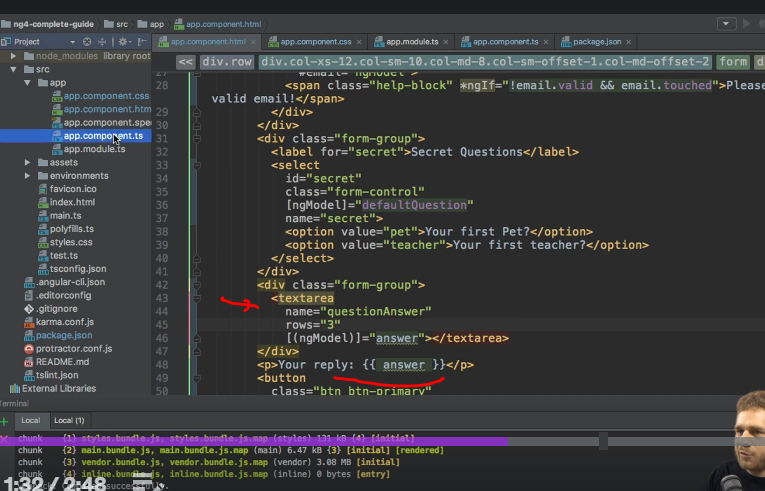 ng4-complete-guide src app app.component.html
Project app.component.html app.component.css app.module.ts app.component.ts package.json
node_modules library root
src
app
app.component.css
app.component.htm
app.component.spe
app.component.ts
app.module.ts
assets
environments
favicon.ico
index.html
main.ts
polyfills.ts
styles.css
test.ts
tsconfig.json
.angular-cli.json
.editorconfig
.gitignore
karma.conf.js
package.json
protractor.conf.js
README.md
tslint.json
External Libraries
<< div.row div.col-xs-12.col-sm-10.col-md-8.col-sm-offset-1.col-md-offset-2 form d
27 #email="ngModel">
28 <span class="help-block" *ngIf="!email.valid && email.touched">Please
valid email!</span>
29 </div>
30 </div>
31 <div class="form-group">
32 <label for="secret">Secret Questions</label>
33 <select
34 id="secret"
35 class="form-control"
36 [ngModel]="defaultQuestion"
37 name="secret">
38 <option value="pet">Your first Pet?</option>
39 <option value="teacher">Your first teacher?</option>
40 </select>
41 </div>
42 <div class="form-group">
43 <textarea
44 name="questionAnswer"
45 rows="3"
46 [(ngModel)]="answer"></textarea>
47 </div>
48 <p>Your reply: {{ answer }}</p>
49 <button
50 class="btn btn-primary"
Terminal
Local Local (1)
chunk {1} styles.bundle.js, styles.bundle.js.map (styles) 131 kB {4} [initial]
chunk {2} main.bundle.js, main.bundle.js.map (main) 6.47 kB {3} [initial] [rendered]
chunk {3} vendor.bundle.js, vendor.bundle.js.map (vendor) 3.08 MB [initial]
chunk {4} inline.bundle.js, inline.bundle.js.map (inline) 0 bytes [entry]
successfully.
1:32 / 2:48